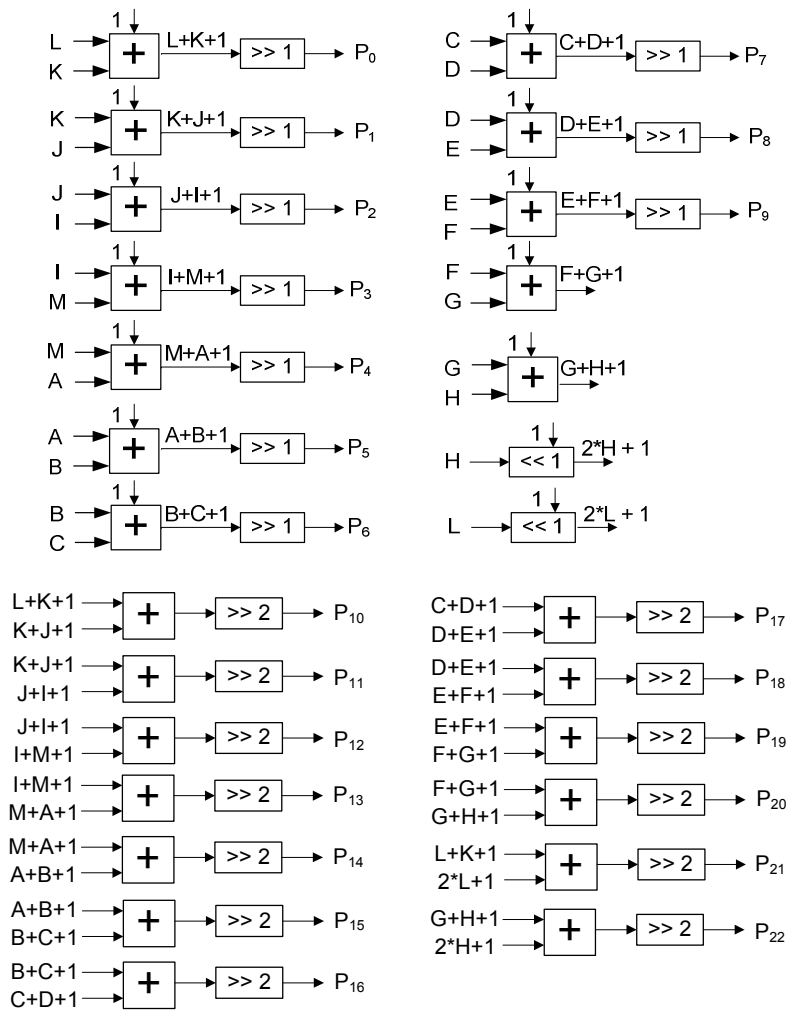 1
L
K
+
L+K+1
>> 1
P0
1
K
J
+
K+J+1
>> 1
P1
1
J
I
+
J+I+1
>> 1
P2
1
I
M
+
I+M+1
>> 1
P3
1
M
A
+
M+A+1
>> 1
P4
1
A
B
+
A+B+1
>> 1
P5
1
B
C
+
B+C+1
>> 1
P6
1
C
D
+
C+D+1
>> 1
P7
1
D
E
+
D+E+1
>> 1
P8
1
E
F
+
E+F+1
>> 1
P9
1
F
G
+
F+G+1
1
G
H
+
G+H+1
1
H
<< 1
2*H + 1
1
L
<< 1
2*L + 1
L+K+1
K+J+1
+
>> 2
P10
K+J+1
J+I+1
+
>> 2
P11
J+I+1
I+M+1
+
>> 2
P12
I+M+1
M+A+1
+
>> 2
P13
M+A+1
A+B+1
+
>> 2
P14
A+B+1
B+C+1
+
>> 2
P15
B+C+1
C+D+1
+
>> 2
P16
C+D+1
D+E+1
+
>> 2
P17
D+E+1
E+F+1
+
>> 2
P18
E+F+1
F+G+1
+
>> 2
P19
F+G+1
G+H+1
+
>> 2
P20
L+K+1
2*L+1
+
>> 2
P21
G+H+1
2*H+1
+
>> 2
P22